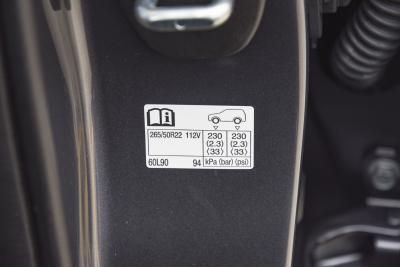 265/50R22 112V 230 230
(2.3) (2.3)
(33) (33)
60L90 94 kPa (bar) (psi)